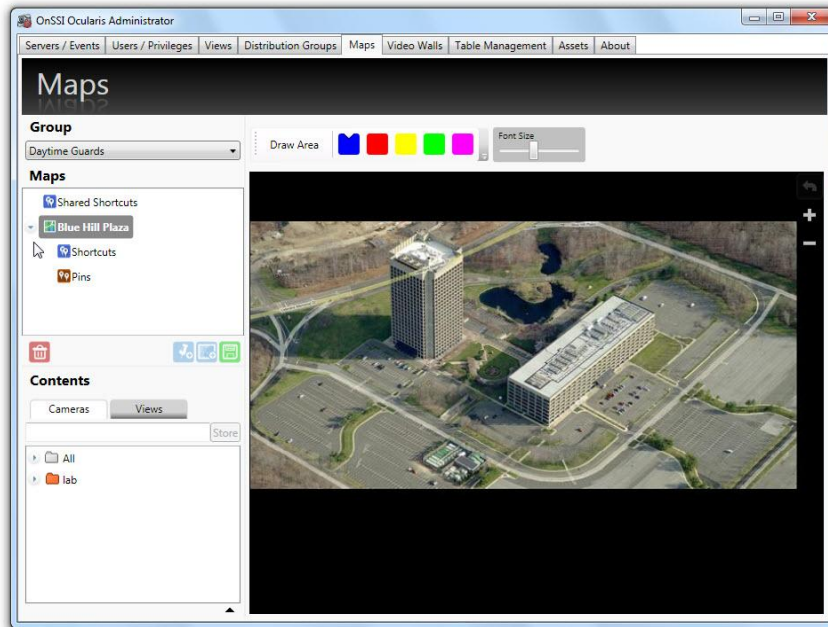 OnSSI Ocularis Administrator
Servers / Events Users / Privileges Views Distribution Groups Maps Video Walls Table Management Assets About
Maps
Group
Daytime Guards
Maps
Shared Shortcuts
Blue Hill Plaza
Shortcuts
Pins
Contents
Cameras Views
Store
All
lab
Draw Area
Font Size